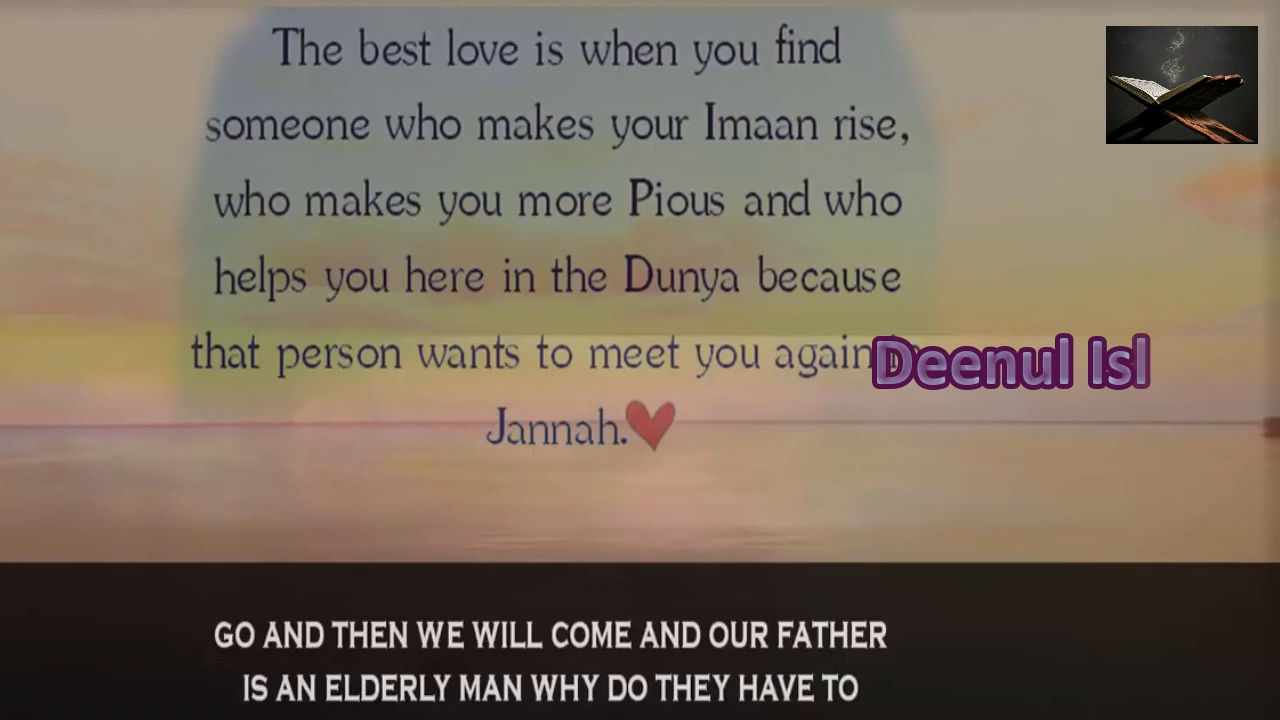 The best love is when you find
someone who makes your Imaan rise,
who makes you more Pious and who
helps you here in the Dunya because
that person wants to meet you again
Jannah.
Deenul Isl
GO AND THEN WE WILL COME AND OUR FATHER
IS AN ELDERLY MAN WHY DO THEY HAVE TO